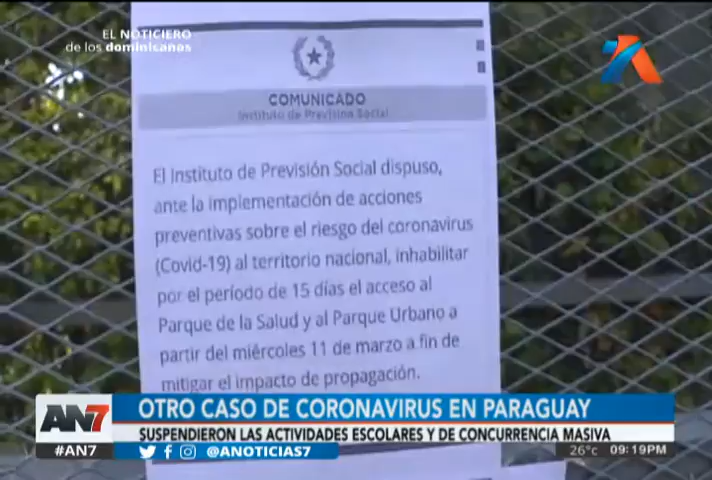 EL NOTICIERO
de los dominicanos
7
COMUNICADO
Instituto de Previsión Social
El Instituto de Previsión Social dispuso,
ante la implementación de acciones
preventivas sobre el riesgo del coronavirus
(Covid-19) al territorio nacional, inhabilitar
por el período de 15 días el acceso al
Parque de la Salud y al Parque Urbano a
partir del miércoles 11 de marzo a fin de
mitigar el impacto de propagación.
AN7 OTRO CASO DE CORONAVIRUS EN PARAGUAY
SUSPENDIERON LAS ACTIVIDADES ESCOLARES Y DE CONCURRENCIA MASIVA
#AN7 @ANOTICIAS7 26°C 09:19PM